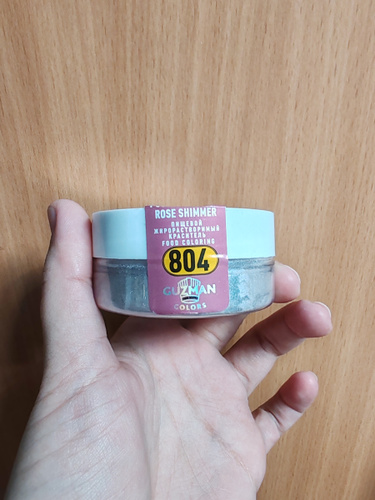 ROSE SHIMMER
ПИЩЕВОЙ
ЖИРОРАСТВОРИМЫЙ
КРАСИТЕЛЬ
FOOD COLORING
804
GUZMAN
COLORS